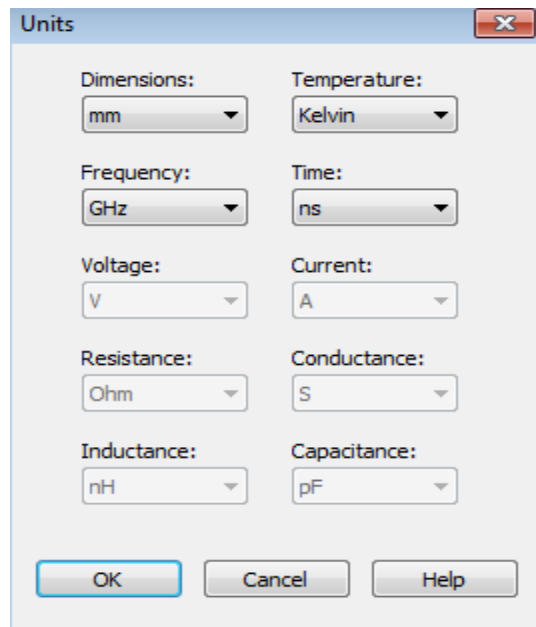 Units
Dimensions: Temperature:
mm Kelvin
Frequency: Time:
GHz ns
Voltage: Current:
V A
Resistance: Conductance:
Ohm S
Inductance: Capacitance:
nH pF
OK Cancel Help